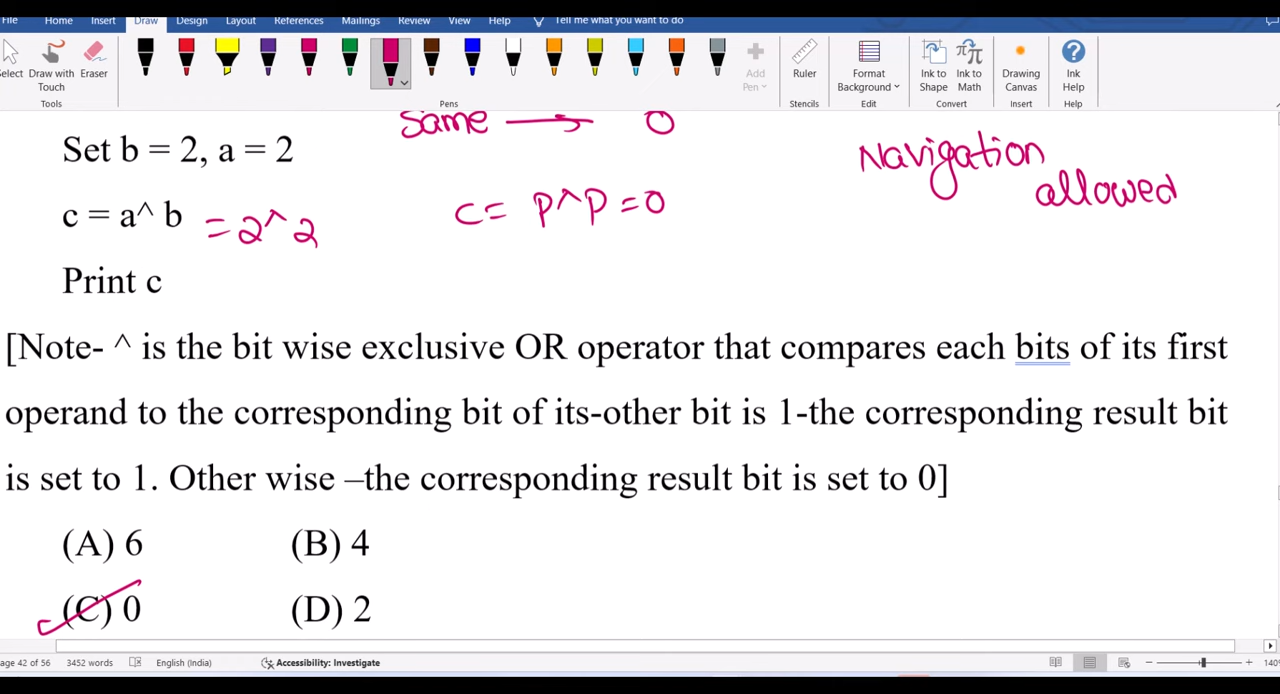 File Home Insert Draw Design Layout References Mailings Review View Help Tell me what you want to do
Select Draw with Touch Eraser Add Pen Ruler Format Background Ink to Shape Ink to Math Drawing Canvas Ink Help
Tools Pens Stencils Edit Convert Insert Help
Same → 0
Set b = 2, a = 2
Navigation
allowed
c = a^ b = 2^2 c= P^P = 0
Print c
[Note- ^ is the bit wise exclusive OR operator that compares each bits of its first
operand to the corresponding bit of its-other bit is 1-the corresponding result bit
is set to 1. Other wise –the corresponding result bit is set to 0]
(A) 6 (B) 4
(C) 0 (D) 2
age 42 of 56 3452 words English (India) Accessibility: Investigate 140%